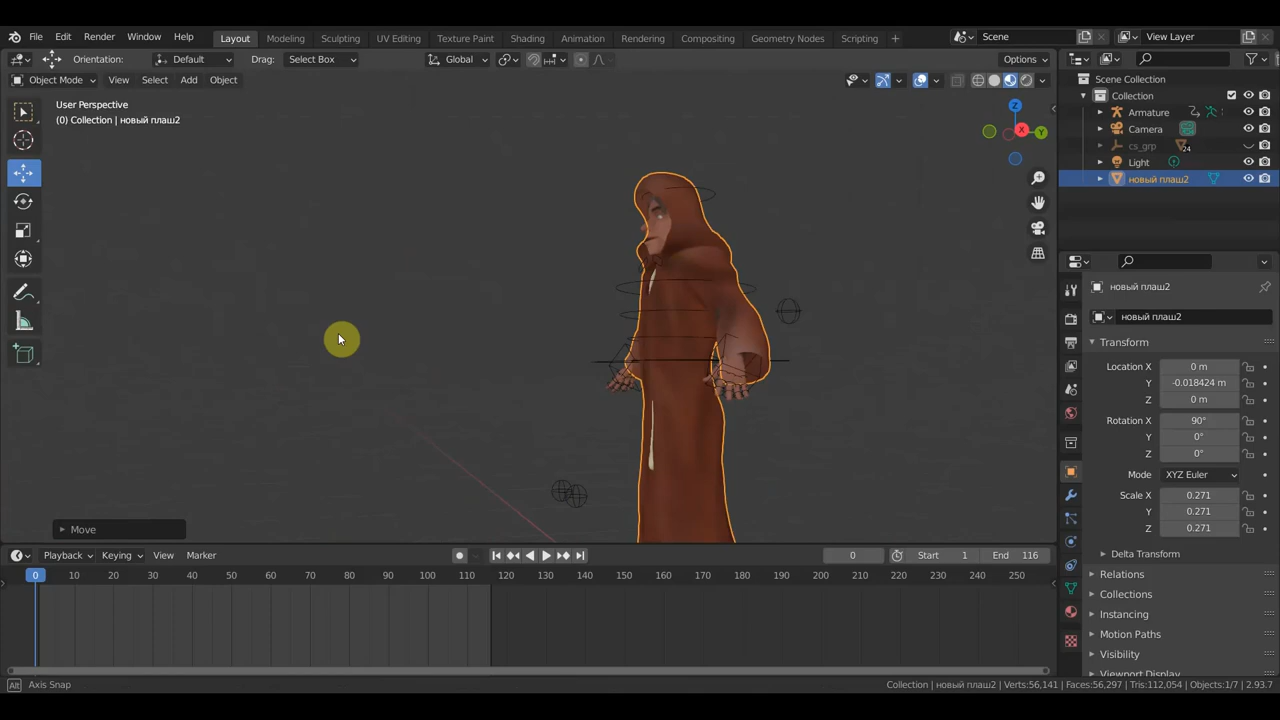 File Edit Render Window Help Layout Modeling Sculpting UV Editing Texture Paint Shading Animation Rendering Compositing Geometry Nodes Scripting + Scene View Layer
Orientation: Default Drag: Select Box Global Options
Object Mode View Select Add Object
User Perspective
(0) Collection | новый плаш2
Scene Collection
Collection
Armature
Camera
cs_grp 24
Light
новый плаш2
X Y Z
Move
новый плаш2
новый плаш2
Transform
Location X 0 m
Y -0.018424 m
Z 0 m
Rotation X 90°
Y 0°
Z 0°
Mode XYZ Euler
Scale X 0.271
Y 0.271
Z 0.271
Delta Transform
Relations
Collections
Instancing
Motion Paths
Visibility
Viewport Display
Playback Keying View Marker 0 Start 1 End 116
0 10 20 30 40 50 60 70 80 90 100 110 120 130 140 150 160 170 180 190 200 210 220 230 240 250
Alt Axis Snap Collection | новый плаш2 | Verts:56,141 | Faces:56,297 | Tris:112,054 | Objects:1/7 | 2.93.7